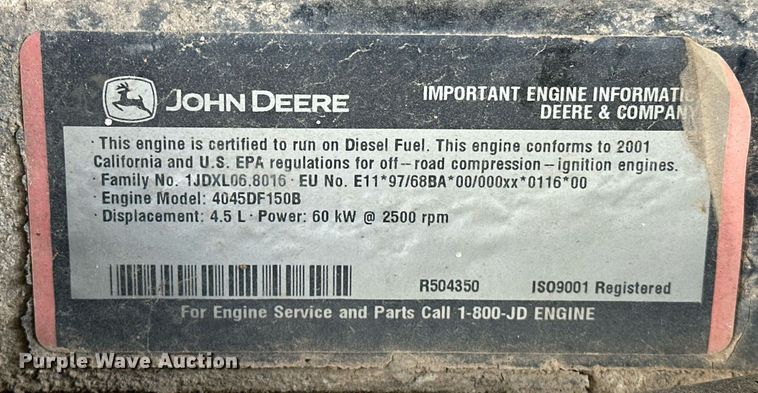 JOHN DEERE
IMPORTANT ENGINE INFORMATIO
DEERE & COMPANY
· This engine is certified to run on Diesel Fuel. This engine conforms to 2001
California and U.S. EPA regulations for off–road compression–ignition engines.
· Family No. 1JDXL06.8016 · EU No. E11*97/68BA*00/000xx*0116*00
· Engine Model: 4045DF150B
· Displacement: 4.5 L · Power: 60 kW @ 2500 rpm
R504350 ISO9001 Registered
For Engine Service and Parts Call 1-800-JD ENGINE
Purple Wave Auction